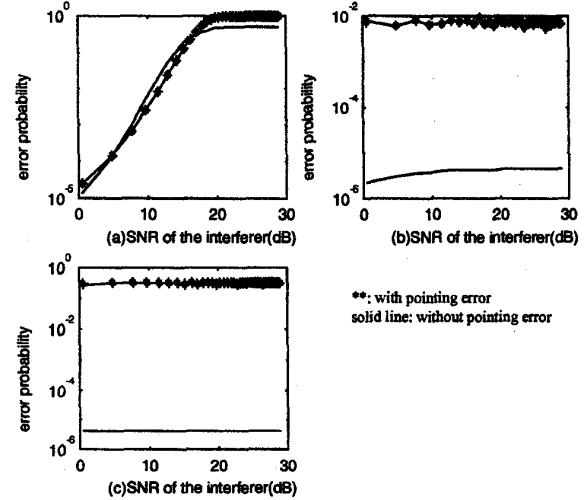 10^0
error probability
10^-5
0 10 20 30
(a)SNR of the interferer(dB)
10^-2
10^-4
error probability
10^-6
0 10 20 30
(b)SNR of the interferer(dB)
10^0
10^-2
error probability
10^-4
10^-6
0 10 20 30
(c)SNR of the interferer(dB)
**: with pointing error
solid line: without pointing error